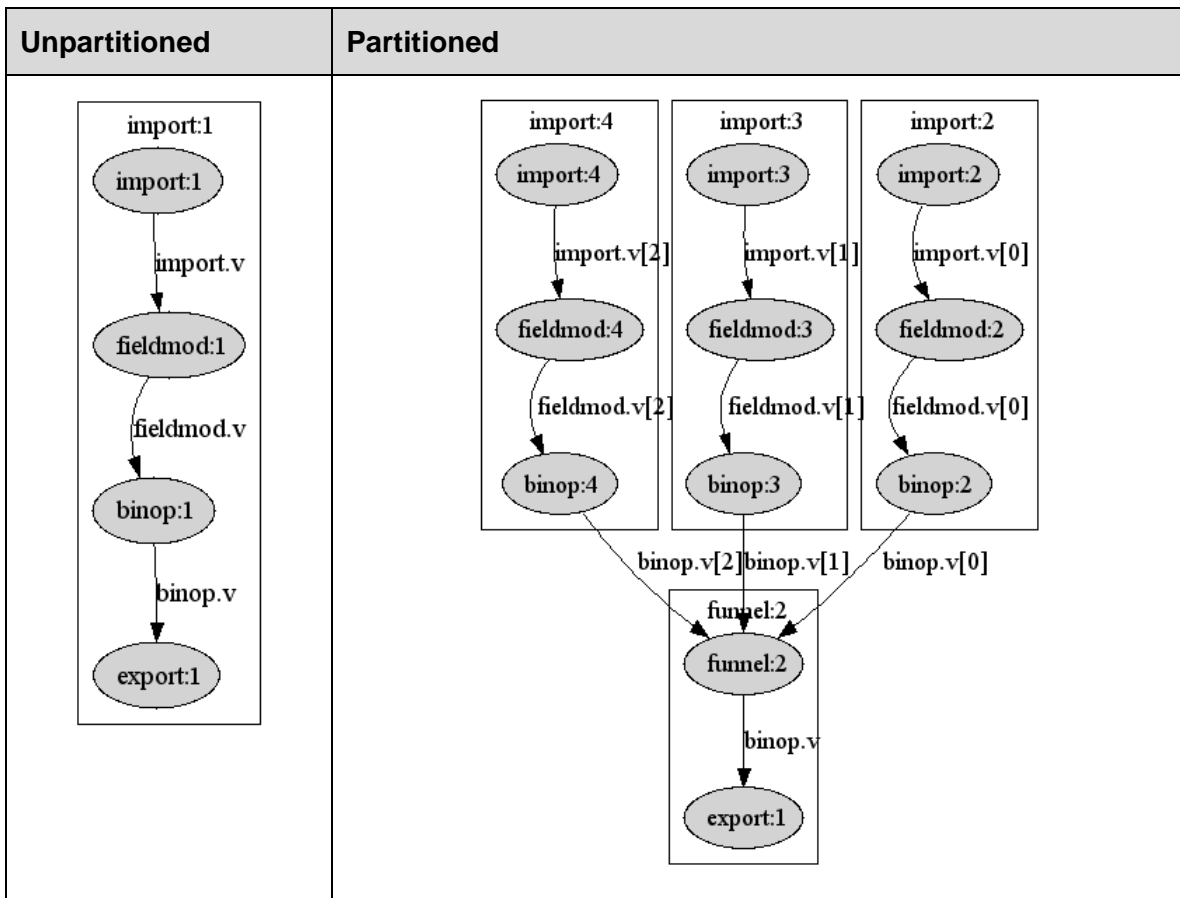 Unpartitioned
Partitioned
import:1
import:1
import.v
fieldmod:1
fieldmod.v
binop:1
binop.v
export:1
import:4 import:3 import:2
import:4 import:3 import:2
import.v[2] import.v[1] import.v[0]
fieldmod:4 fieldmod:3 fieldmod:2
fieldmod.v[2] fieldmod.v[1] fieldmod.v[0]
binop:4 binop:3 binop:2
binop.v[2] binop.v[1] binop.v[0]
funnel:2
funnel:2
binop.v
export:1